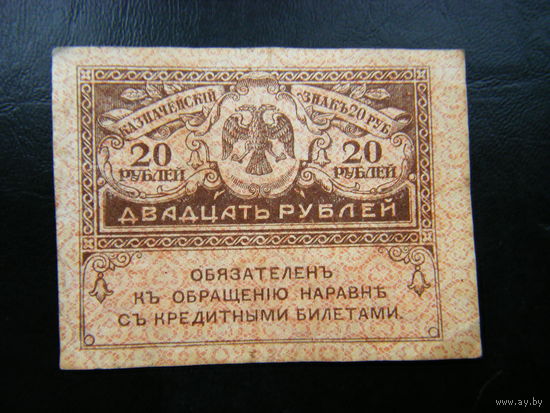 КАЗНАЧЕЙСКІЙ ЗНАКЪ 20 РУБ.
20 20
РУБЛЕЙ РУБЛЕЙ
ДВАДЦАТЬ РУБЛЕЙ
ОБЯЗАТЕЛЕНЪ
КЪ ОБРАЩЕНІЮ НАРАВНѢ
СЪ КРЕДИТНЫМИ БИЛЕТАМИ.
www.ay.by